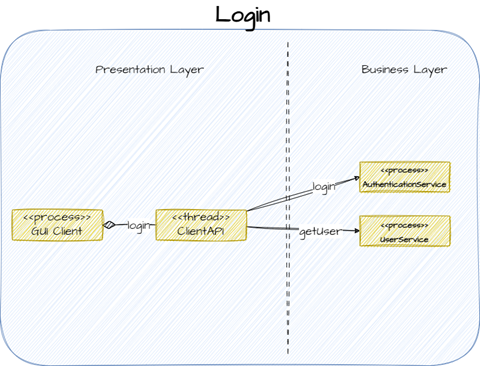 Login
Presentation Layer
Business Layer
<<process>>
AuthenticationService
login
<<process>>
GUI Client
login
<<thread>>
ClientAPI
getUser
<<process>>
UserService